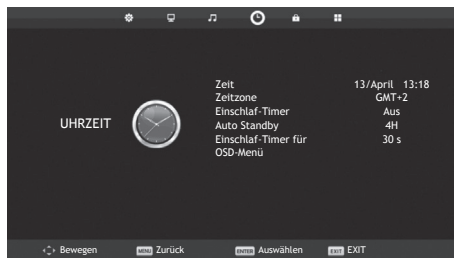 Zeit 13/April 13:18
Zeitzone GMT+2
Einschlaf-Timer Aus
UHRZEIT
Auto Standby 4H
Einschlaf-Timer für 30 s
OSD-Menü
Bewegen MENU Zurück ENTER Auswählen EXIT EXIT